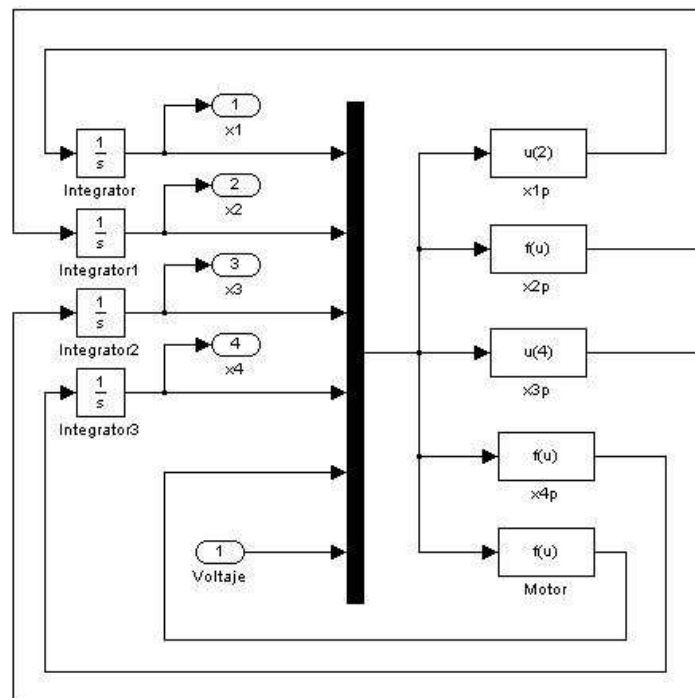 1
x1
1
s
Integrator
u(2)
x1p
2
x2
1
s
Integrator1
f(u)
x2p
3
x3
1
s
Integrator2
u(4)
x3p
4
x4
1
s
Integrator3
f(u)
x4p
1
Voltaje
f(u)
Motor